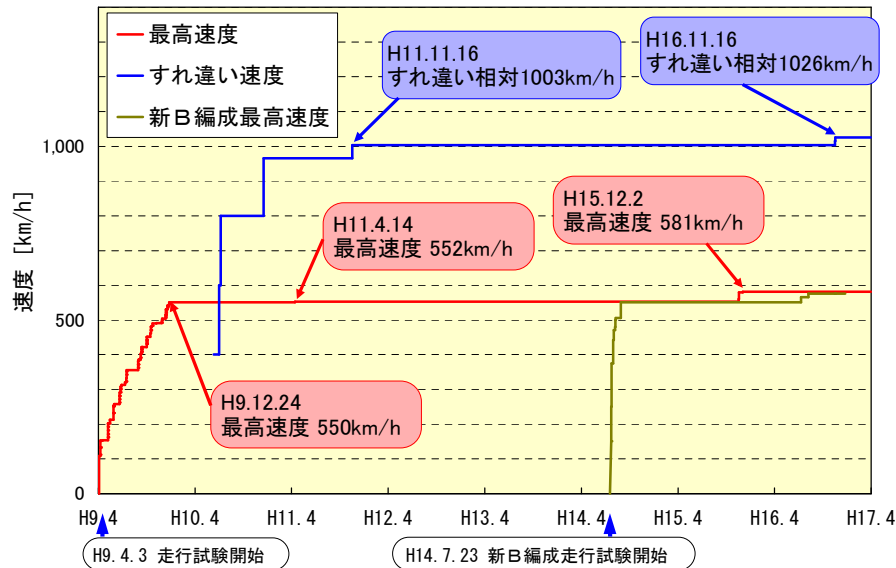 最高速度
すれ違い速度
新Ｂ編成最高速度
H11.11.16
すれ違い相対1003km/h
H16.11.16
すれ違い相対1026km/h
H11.4.14
最高速度 552km/h
H15.12.2
最高速度 581km/h
H9.12.24
最高速度 550km/h
速度 [km/h]
1,000
500
0
H9.4
H10.4
H11.4
H12.4
H13.4
H14.4
H15.4
H16.4
H17.4
H9.4.3 走行試験開始
H14.7.23 新Ｂ編成走行試験開始